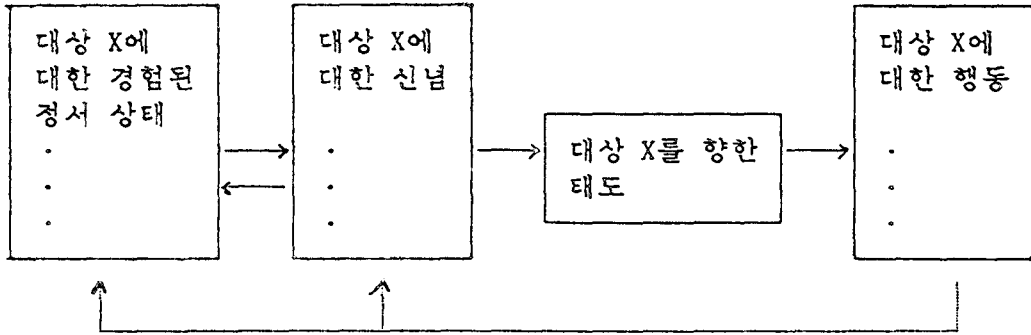 대상 X에
대한 경험된
정서 상태
대상 X에
대한 신념
대상 X를 향한
태도
대상 X에
대한 행동